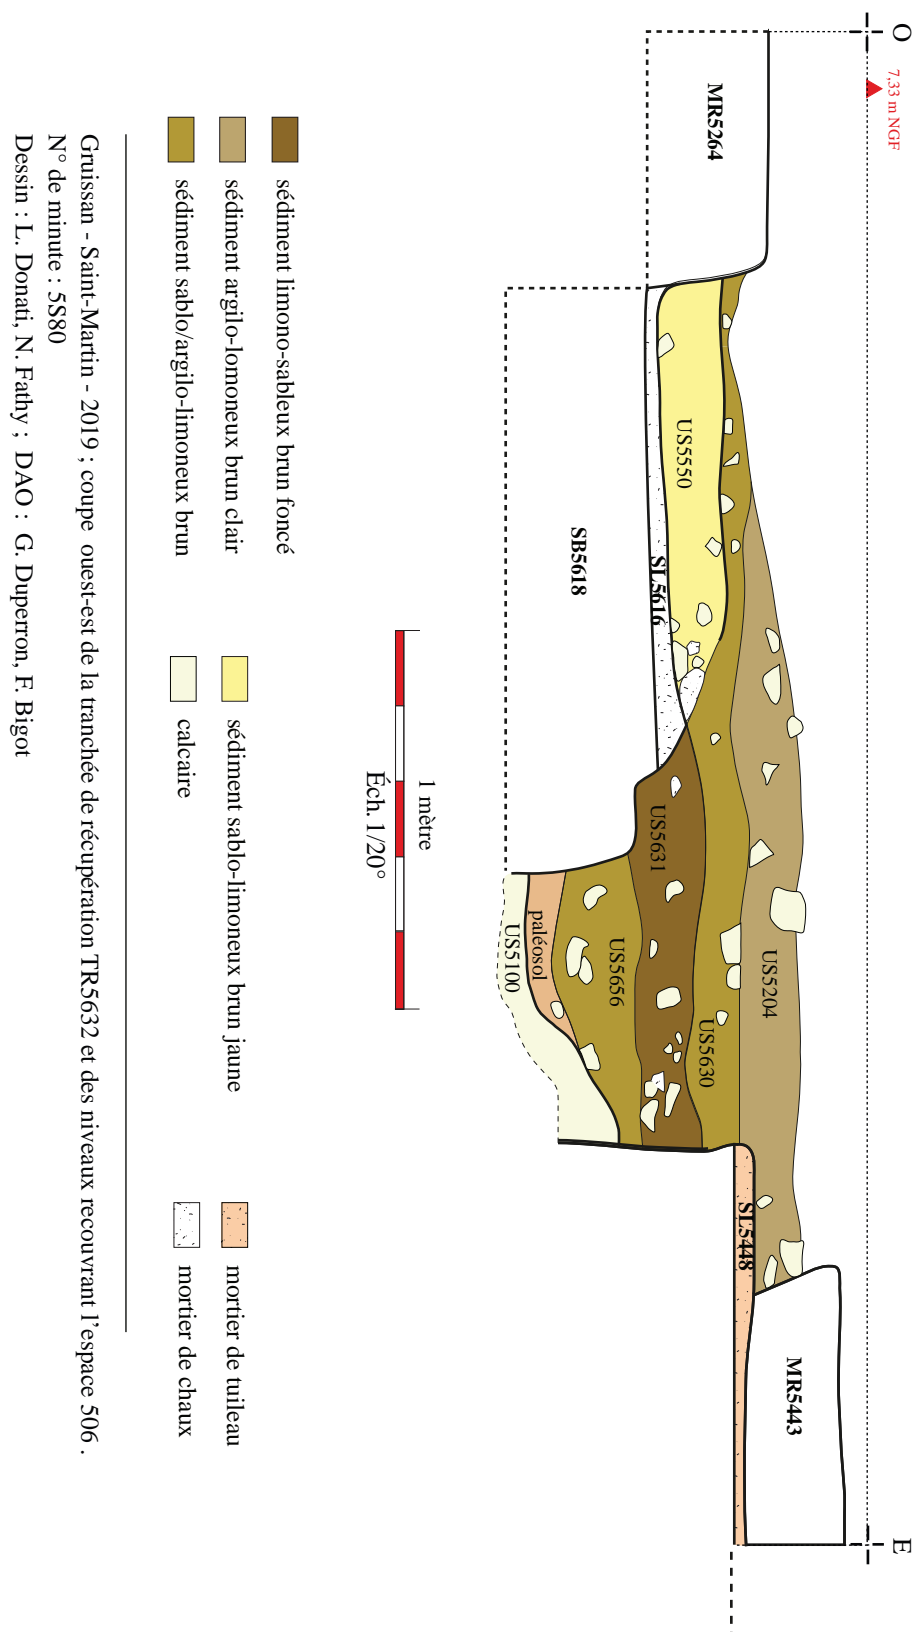 O
E
7,33 m NGF
MR5264
US5550
SL5616
SB5618
US5631
US5204
US5630
US5656
paléosol
US5100
SL5448
MR5443
1 mètre
Éch. 1/20°
sédiment limono-sableux brun foncé
sédiment argilo-lomoneux brun clair
sédiment sablo/argilo-limoneux brun
sédiment sablo-limoneux brun jaune
calcaire
mortier de tuileau
mortier de chaux
Gruissan - Saint-Martin - 2019 ; coupe ouest-est de la tranchée de récupération TR5632 et des niveaux recouvrant l'espace 506 .
N° de minute : 5S80
Dessin : L. Donati, N. Fathy ; DAO : G. Duperron, F. Bigot